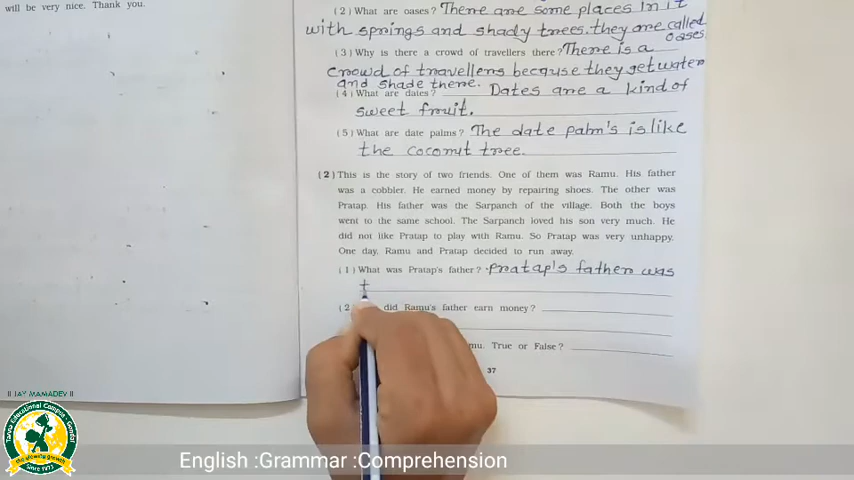 will be very nice. Thank you.
(2) What are oases? There are some places in it
with springs and shady trees. they are called
oases
(3) Why is there a crowd of travellers there? There is a
crowd of travellers because they get water
and shade there.
(4) What are dates? Dates are a kind of
sweet fruit.
(5) What are date palms? The date palm's is like
the coconut tree.
(2) This is the story of two friends. One of them was Ramu. His father
was a cobbler. He earned money by repairing shoes. The other was
Pratap. His father was the Sarpanch of the village. Both the boys
went to the same school. The Sarpanch loved his son very much. He
did not like Pratap to play with Ramu. So Pratap was very unhappy.
One day, Ramu and Pratap decided to run away.
(1) What was Pratap's father? Pratap's father was
t
(2 did Ramu's father earn money?
mu. True or False?
37
|| JAY MAMADEV ||
English :Grammar :Comprehension